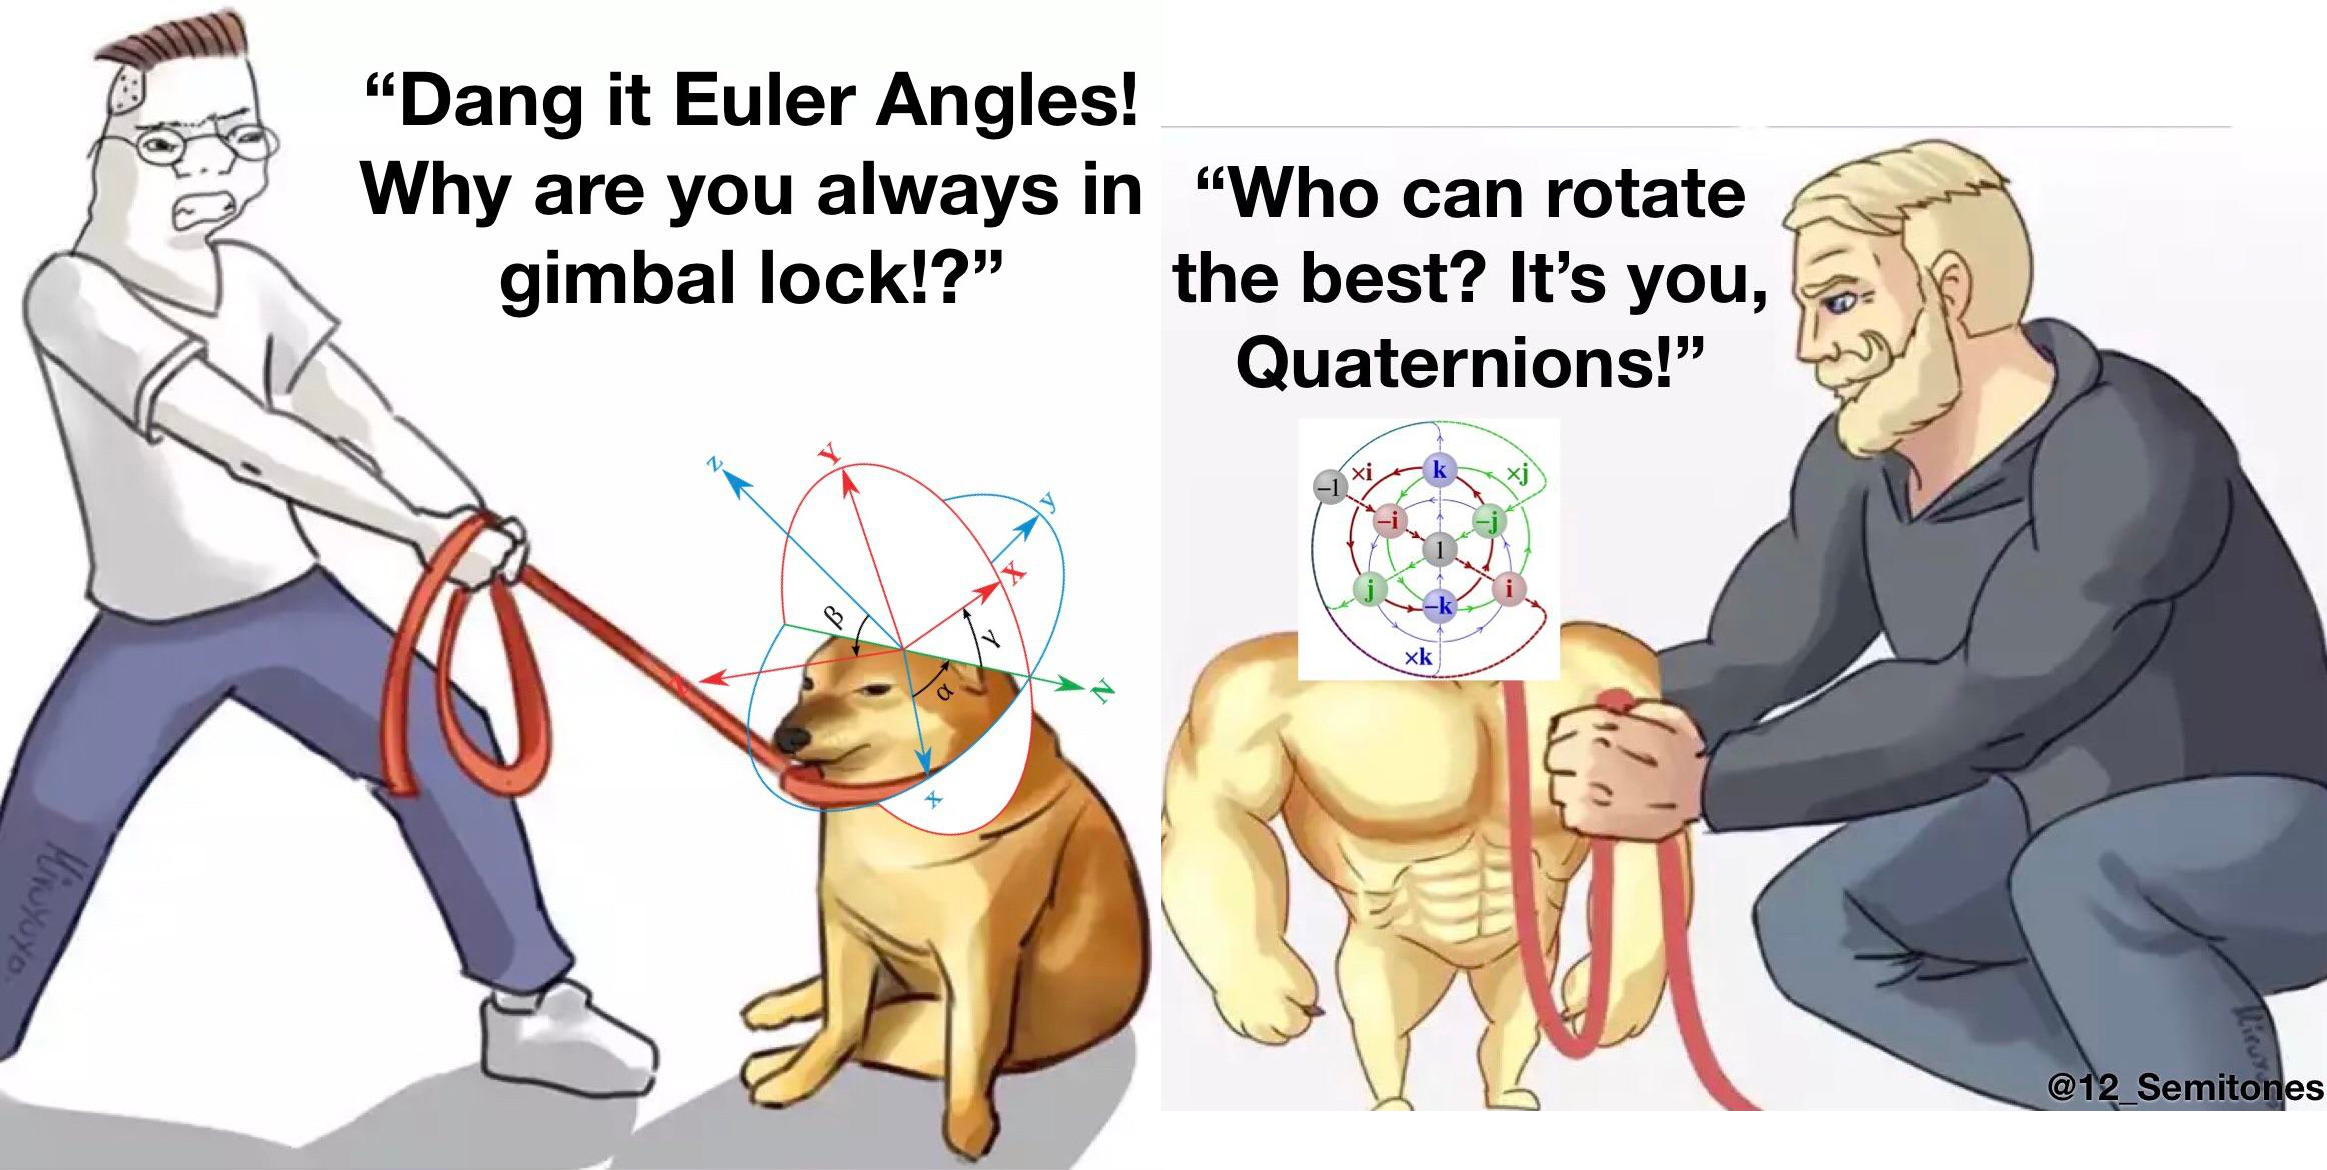 “Dang it Euler Angles!
Why are you always in
gimbal lock!?”
z
Y
y
X
β
γ
α
N
x
“Who can rotate
the best? It’s you,
Quaternions!”
×i
k
×j
−1
−i
−j
1
j
i
−k
×k
@12_Semitones